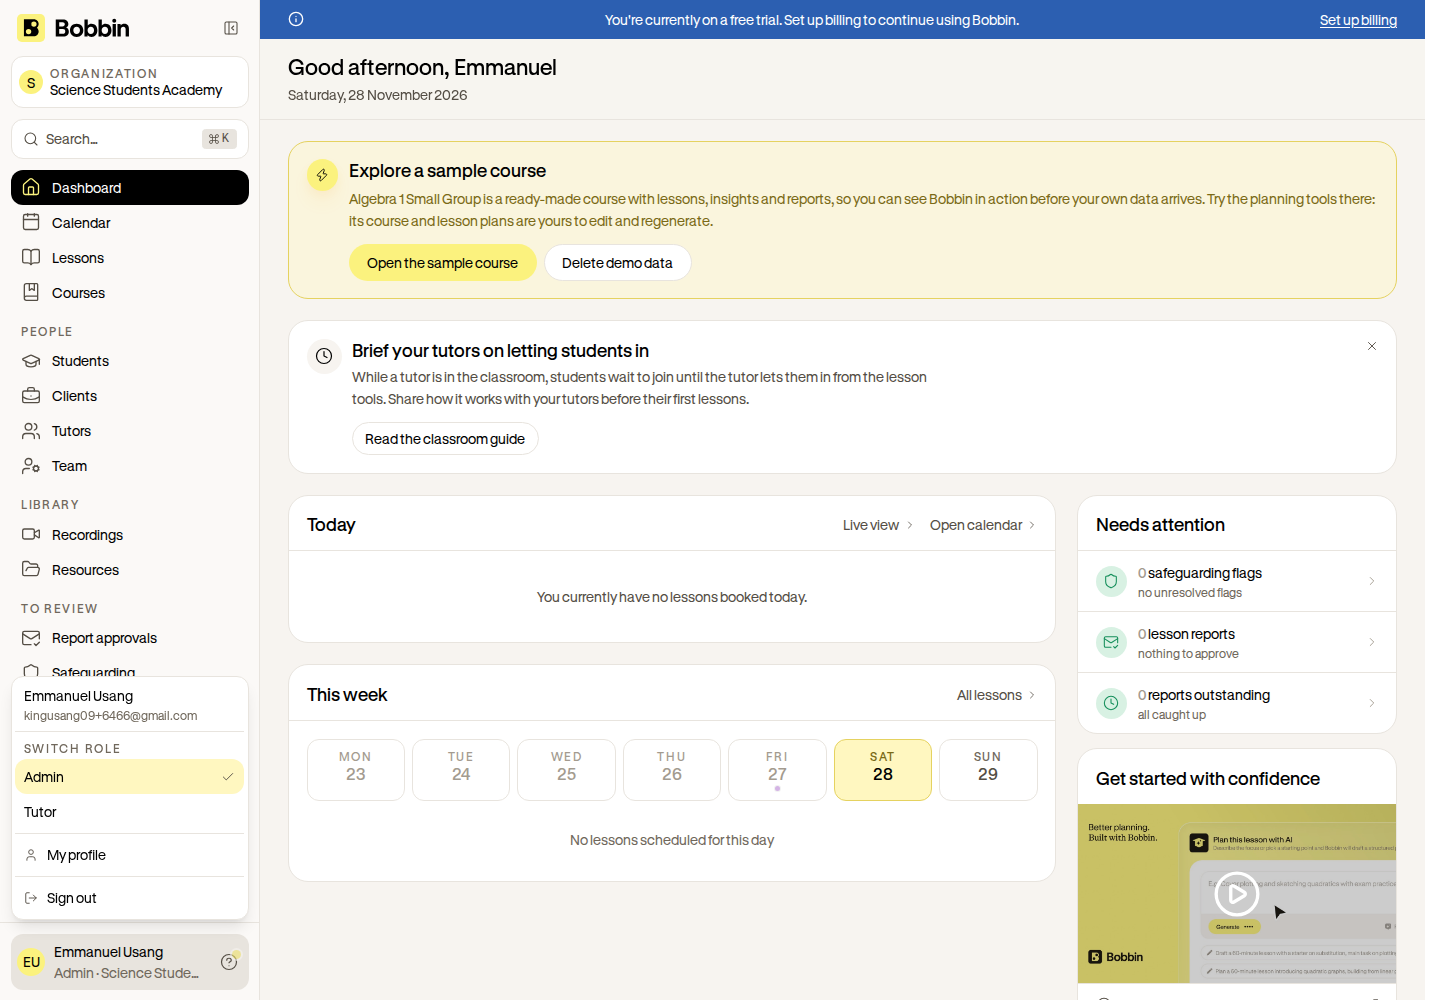 Bobbin
ORGANIZATION
S
Science Students Academy
Search...
⌘ K
Dashboard
Calendar
Lessons
Courses
PEOPLE
Students
Clients
Tutors
Team
LIBRARY
Recordings
Resources
TO REVIEW
Report approvals
Safeguarding
Emmanuel Usang
kingusang09+6466@gmail.com
SWITCH ROLE
Admin
Tutor
My profile
Sign out
EU
Emmanuel Usang
Admin · Science Stude...
You're currently on a free trial. Set up billing to continue using Bobbin.
Set up billing
Good afternoon, Emmanuel
Saturday, 28 November 2026
Explore a sample course
Algebra 1 Small Group is a ready-made course with lessons, insights and reports, so you can see Bobbin in action before your own data arrives. Try the planning tools there:
its course and lesson plans are yours to edit and regenerate.
Open the sample course
Delete demo data
Brief your tutors on letting students in
While a tutor is in the classroom, students wait to join until the tutor lets them in from the lesson
tools. Share how it works with your tutors before their first lessons.
Read the classroom guide
Today
Live view
Open calendar
You currently have no lessons booked today.
This week
All lessons
MON
23
TUE
24
WED
25
THU
26
FRI
27
SAT
28
SUN
29
No lessons scheduled for this day
Needs attention
0 safeguarding flags
no unresolved flags
0 lesson reports
nothing to approve
0 reports outstanding
all caught up
Get started with confidence
Better planning.
Built with Bobbin.
Plan this lesson with AI
Generate
Bobbin